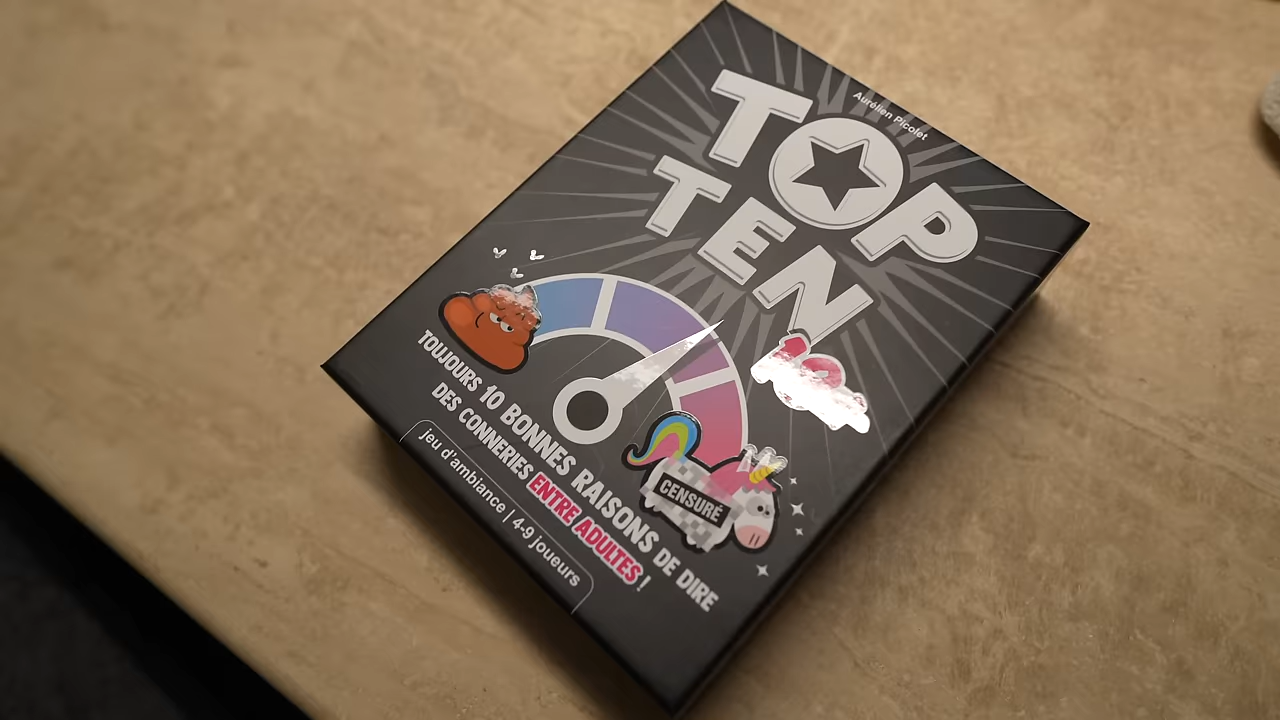 Aurélien Picolet
TOP
TEN
TOUJOURS 10 BONNES RAISONS DE DIRE
DES CONNERIES ENTRE ADULTES !
CENSURÉ
jeu d'ambiance | 4-9 joueurs